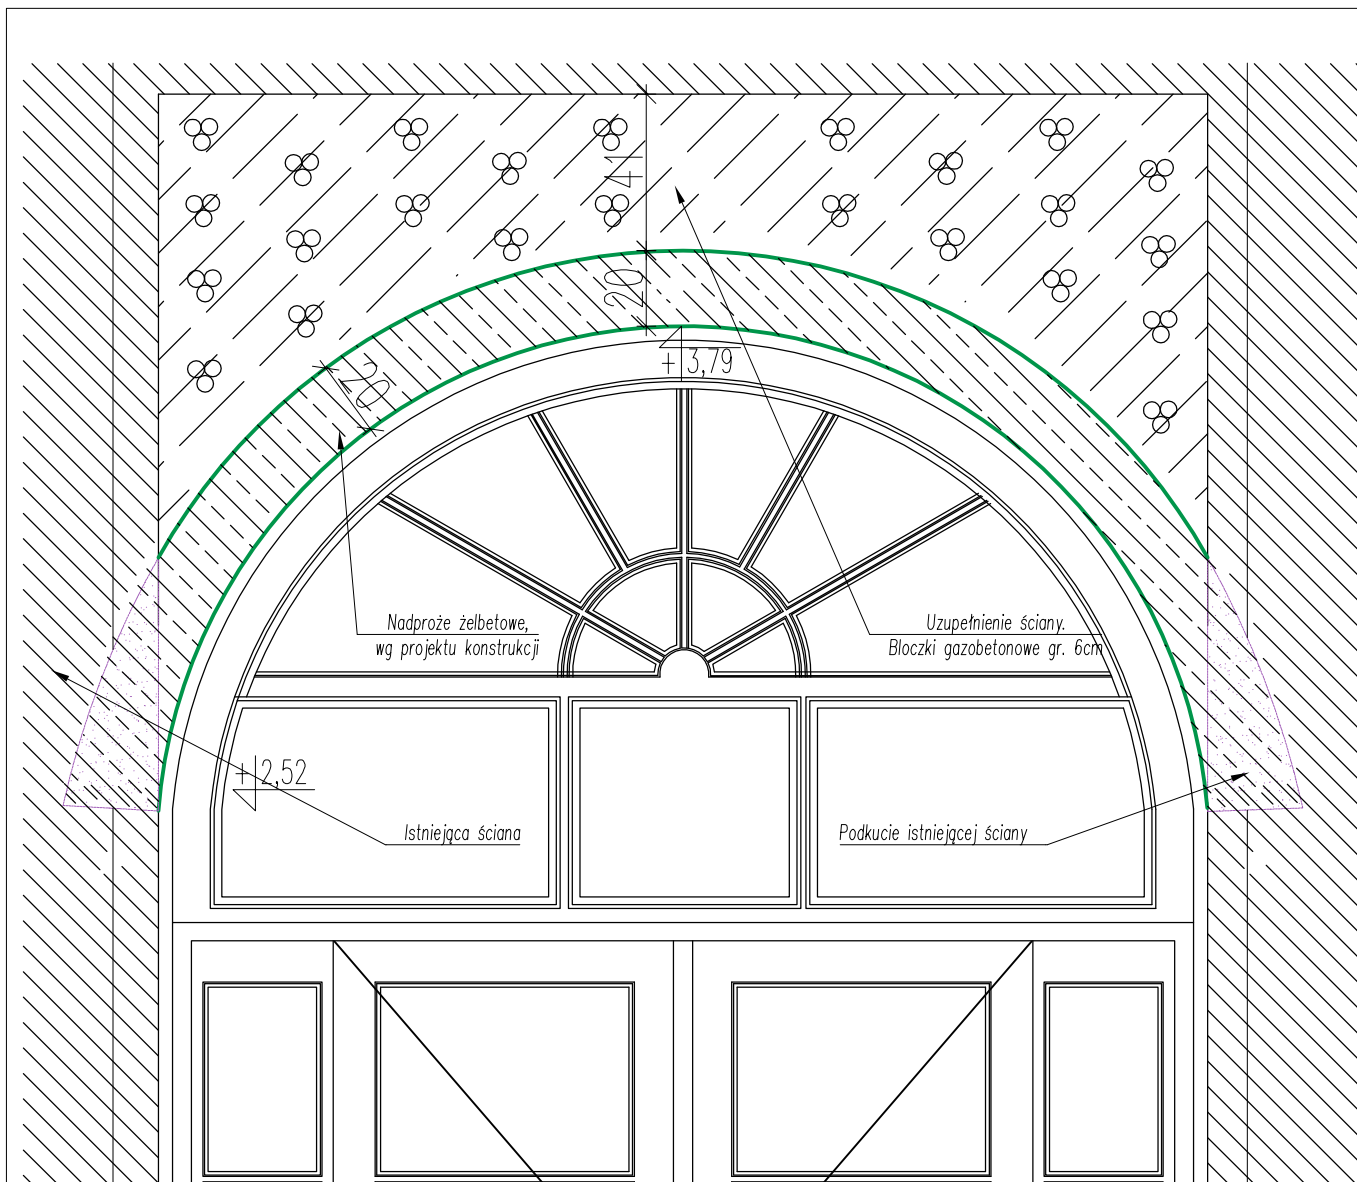 41
20
20
+3,79
Nadproże żelbetowe,
wg projektu konstrukcji
Uzupełnienie ściany.
Bloczki gazobetonowe gr. 6cm
+2,52
Istniejąca ściana
Podkucie istniejącej ściany